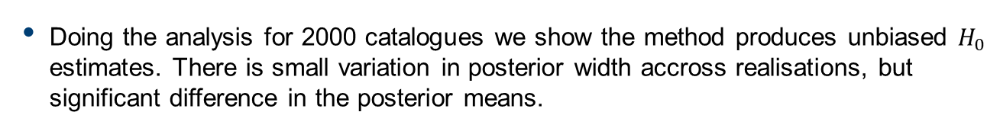 • Doing the analysis for 2000 catalogues we show the method produces unbiased H₀
estimates. There is small variation in posterior width accross realisations, but
significant difference in the posterior means.